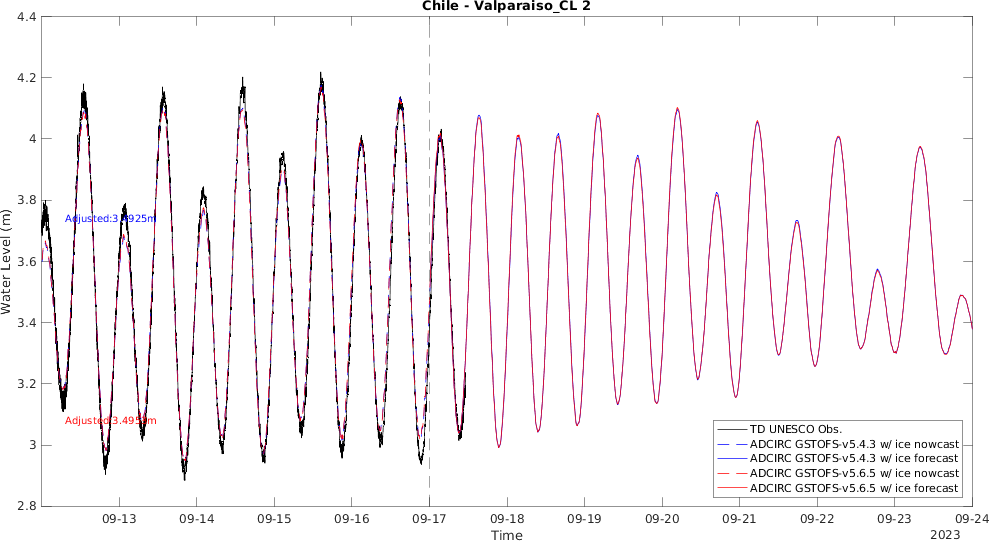 Chile - Valparaiso_CL 2
4.4
4.2
4
3.8
3.6
3.4
3.2
3
2.8
Water Level (m)
Adjusted:3.4925m
TD UNESCO Obs.
ADCIRC GSTOFS-v5.4.3 w/ ice nowcast
ADCIRC GSTOFS-v5.4.3 w/ ice forecast
ADCIRC GSTOFS-v5.6.5 w/ ice nowcast
ADCIRC GSTOFS-v5.6.5 w/ ice forecast
09-13 09-14 09-15 09-16 09-17 09-18 09-19 09-20 09-21 09-22 09-23 09-24
Time
2023